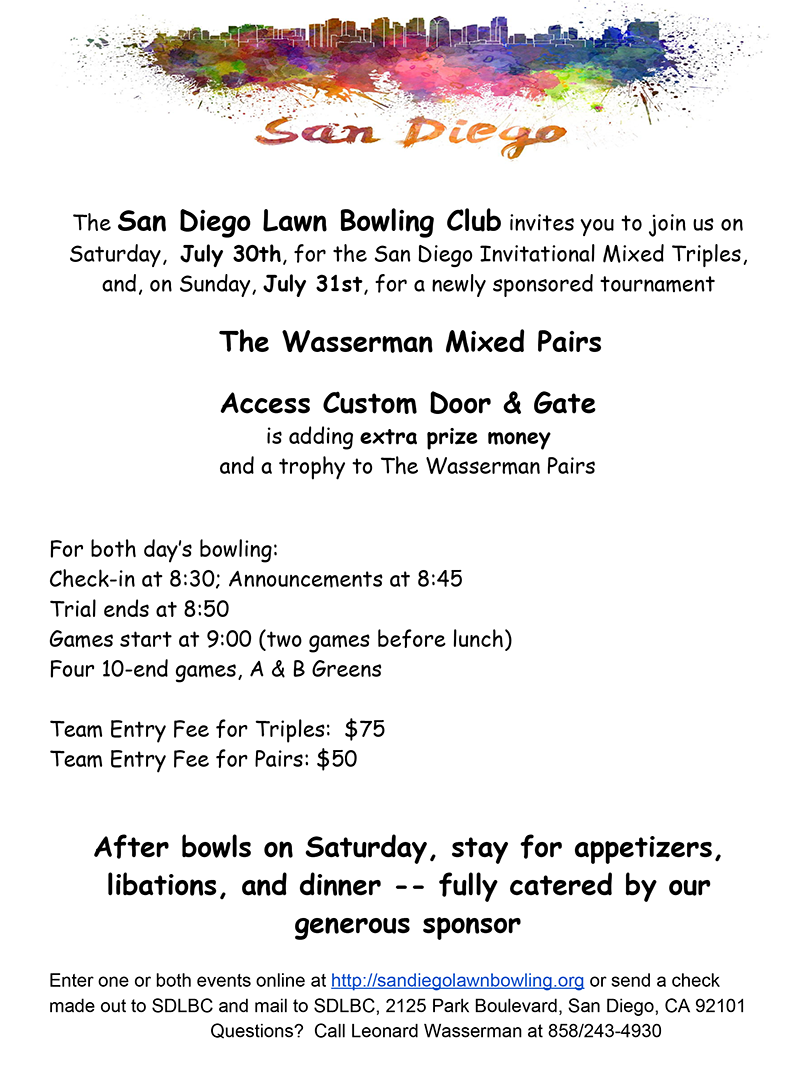 San Diego
The San Diego Lawn Bowling Club invites you to join us on
Saturday, July 30th, for the San Diego Invitational Mixed Triples,
and, on Sunday, July 31st, for a newly sponsored tournament
The Wasserman Mixed Pairs
Access Custom Door & Gate
is adding extra prize money
and a trophy to The Wasserman Pairs
For both day's bowling:
Check-in at 8:30; Announcements at 8:45
Trial ends at 8:50
Games start at 9:00 (two games before lunch)
Four 10-end games, A & B Greens
Team Entry Fee for Triples: $75
Team Entry Fee for Pairs: $50
After bowls on Saturday, stay for appetizers,
libations, and dinner -- fully catered by our
generous sponsor
Enter one or both events online at http://sandiegolawnbowling.org or send a check
made out to SDLBC and mail to SDLBC, 2125 Park Boulevard, San Diego, CA 92101
Questions? Call Leonard Wasserman at 858/243-4930